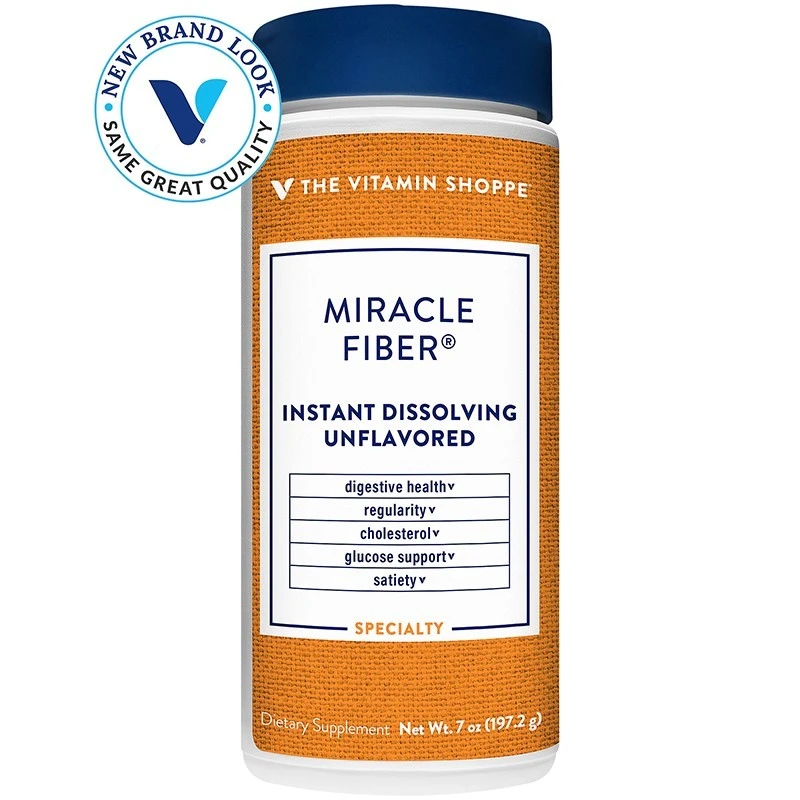 NEW BRAND LOOK
SAME GREAT QUALITY
®
THE VITAMIN SHOPPE
MIRACLE
FIBER®
INSTANT DISSOLVING
UNFLAVORED
digestive health
regularity
cholesterol
glucose support
satiety
SPECIALTY
Dietary Supplement Net Wt. 7 oz (197.2 g)